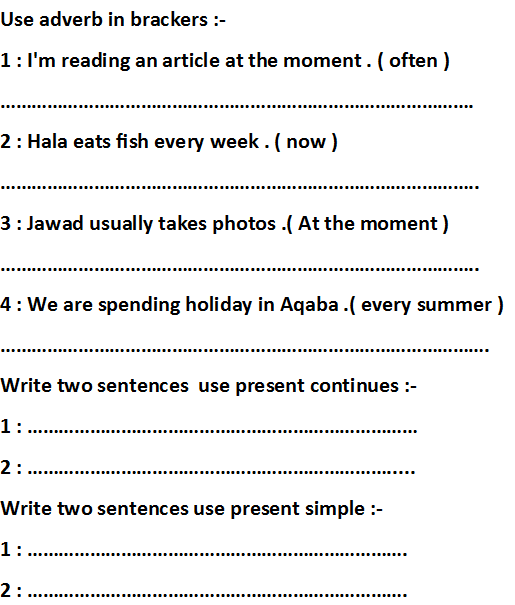 Use adverb in brackers :-
1 : I'm reading an article at the moment . ( often )
……………………………………………………………………………….
2 : Hala eats fish every week . ( now )
………………………………………………………………………………..
3 : Jawad usually takes photos .( At the moment )
………………………………………………………………………………..
4 : We are spending holiday in Aqaba .( every summer )
………………………………………………………………………………….
Write two sentences  use present continues :-
1 : …………………………………………………………………
2 : ……………………………………………………………....
Write two sentences use present simple :-
1 : ……………………………………………………………….
2 : ……………………………………………………………….